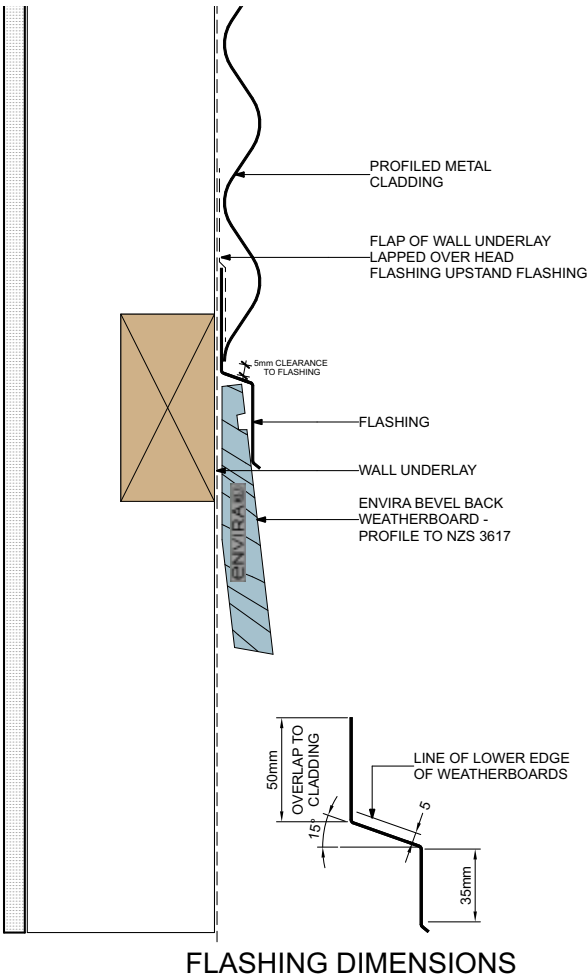 PROFILED METAL
CLADDING
FLAP OF WALL UNDERLAY
LAPPED OVER HEAD
FLASHING UPSTAND FLASHING
5mm CLEARANCE
TO FLASHING
FLASHING
WALL UNDERLAY
ENVIRA BEVEL BACK
WEATHERBOARD -
PROFILE TO NZS 3617
ENVIRA
50mm
OVERLAP TO
CLADDING
LINE OF LOWER EDGE
OF WEATHERBOARDS
15°
5
35mm
FLASHING DIMENSIONS